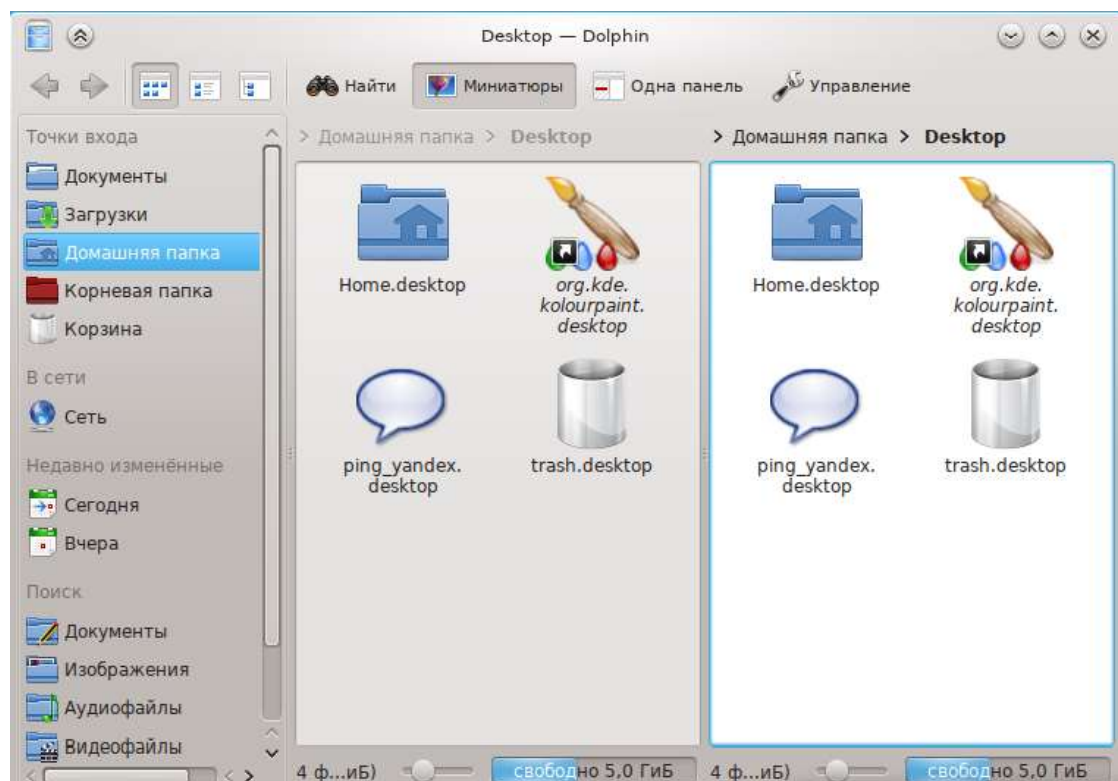 Desktop — Dolphin
Найти Миниатюры Одна панель Управление
Точки входа
Документы
Загрузки
Домашняя папка
Корневая папка
Корзина
В сети
Сеть
Недавно изменённые
Сегодня
Вчера
Поиск
Документы
Изображения
Аудиофайлы
Видеофайлы
> Домашняя папка > Desktop
Home.desktop
org.kde.
kolourpaint.
desktop
ping_yandex.
desktop
trash.desktop
4 ф...иБ) свободно 5,0 ГиБ
> Домашняя папка > Desktop
Home.desktop
org.kde.
kolourpaint.
desktop
ping_yandex.
desktop
trash.desktop
4 ф...иБ) свободно 5,0 ГиБ